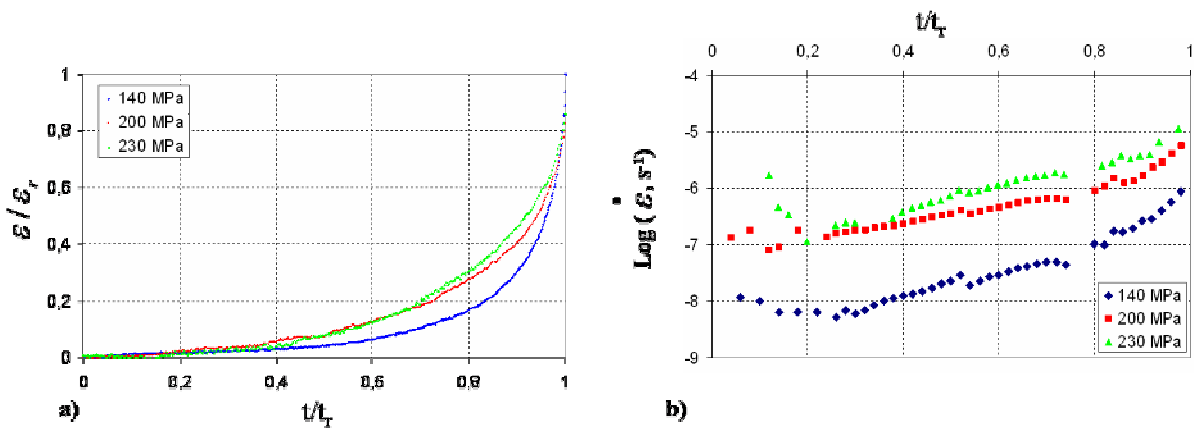 1
0,8
0,6
0,4
0,2
0
ε / εr
140 MPa
200 MPa
230 MPa
0 0,2 0,4 0,6 0,8 1
t/tT
a)
t/tT
0 0,2 0,4 0,6 0,8 1
-4
-5
-6
-7
-8
-9
Log ( ε̇, s⁻¹)
140 MPa
200 MPa
230 MPa
b)